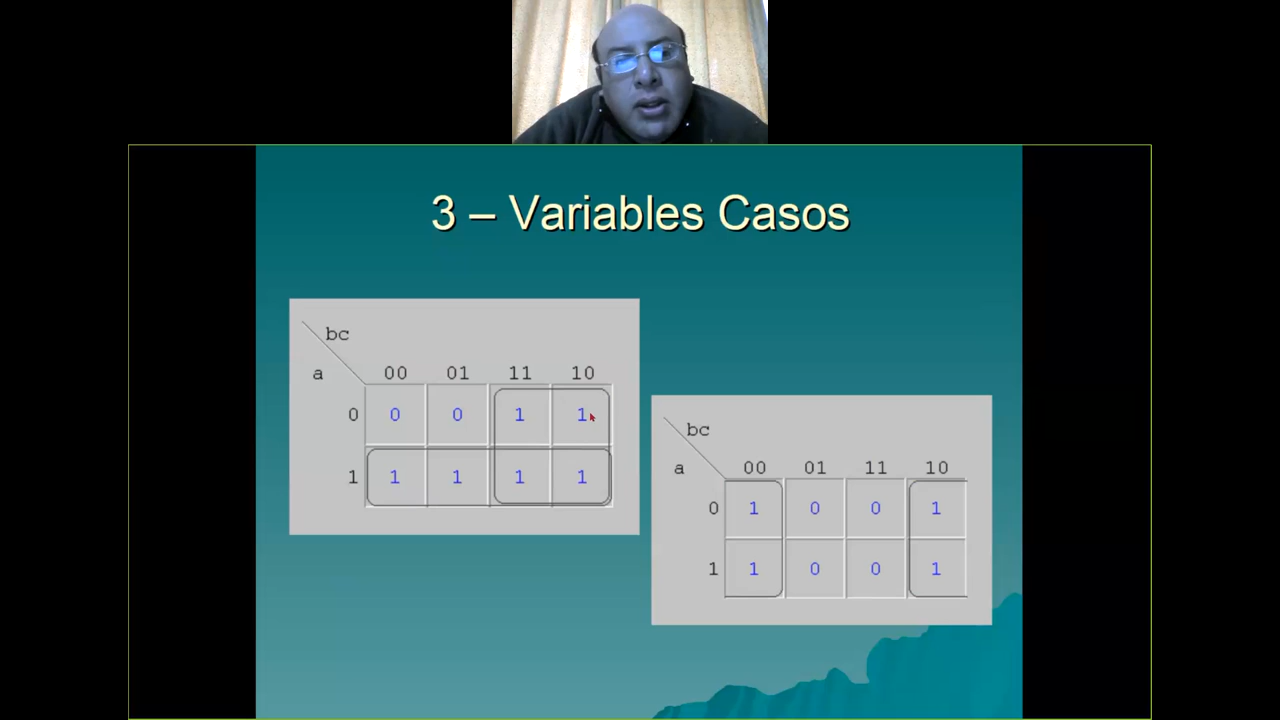 3 – Variables Casos
bc
a 00 01 11 10
0 0 0 1 1
1 1 1 1 1
bc
a 00 01 11 10
0 1 0 0 1
1 1 0 0 1